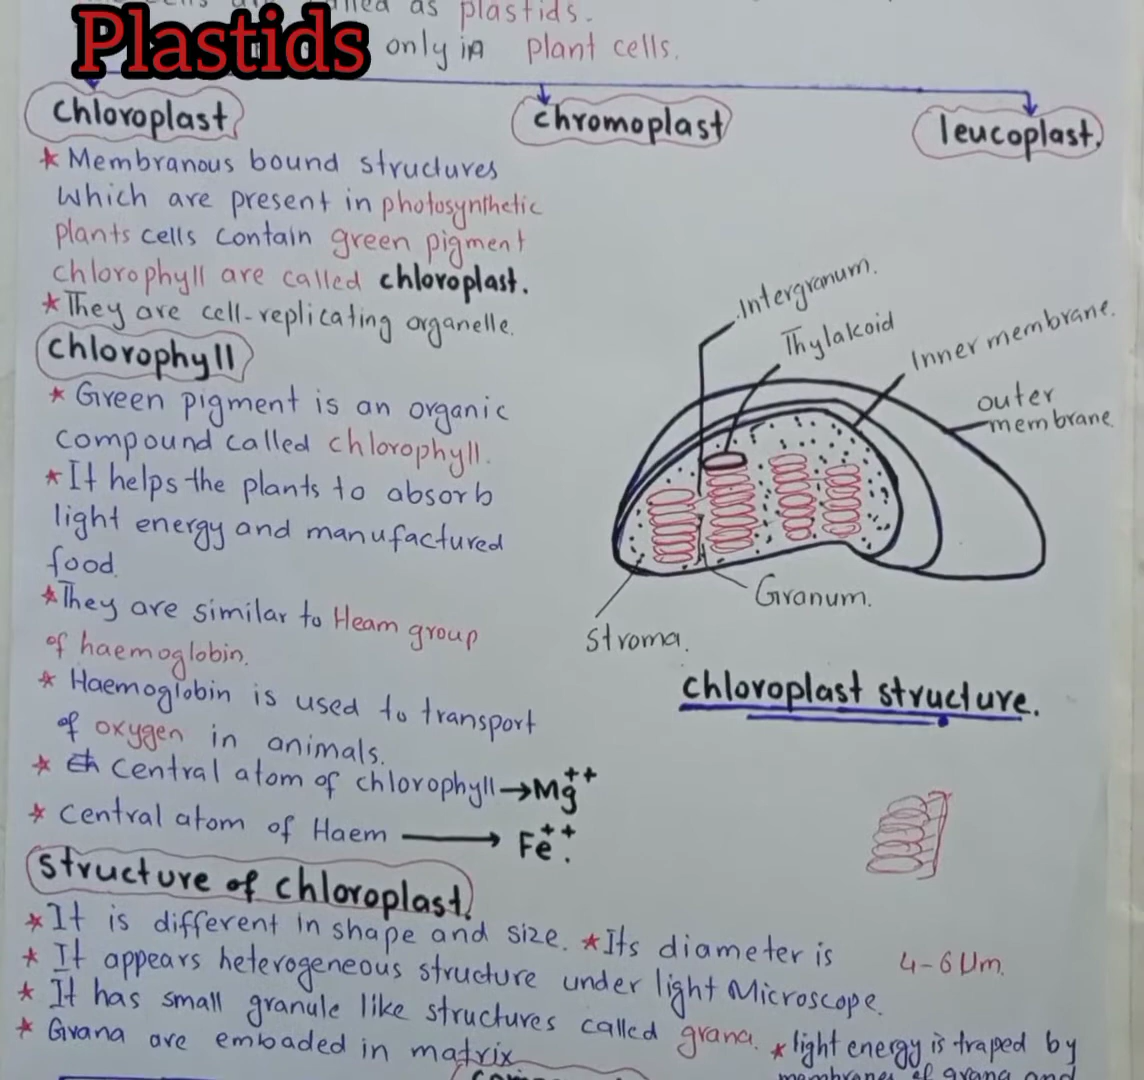 as plastids.
Plastids
only in plant cells.
chloroplast
chromoplast
leucoplast.
* Membranous bound structures
which are present in photosynthetic
plants cells contain green pigment
chlorophyll are called chloroplast.
* They are cell-replicating organelle.
chlorophyll
* Green pigment is an organic
compound called chlorophyll.
* It helps the plants to absorb
light energy and manufactured
food.
* They are similar to Heam group
of haemoglobin.
* Haemoglobin is used to transport
of oxygen in animals.
* central atom of chlorophyll → Mg++
* central atom of Haem → Fe++.
Intergranum.
Thylakoid
Inner membrane.
outer
membrane.
Granum.
Stroma.
chloroplast structure.
structure of chloroplast.
* It is different in shape and size. * Its diameter is 4-6 Um.
* It appears heterogeneous structure under light Microscope.
* It has small granule like structures called grana.
* Grana are embaded in matrix
* light energy is traped by
membranes of grana and